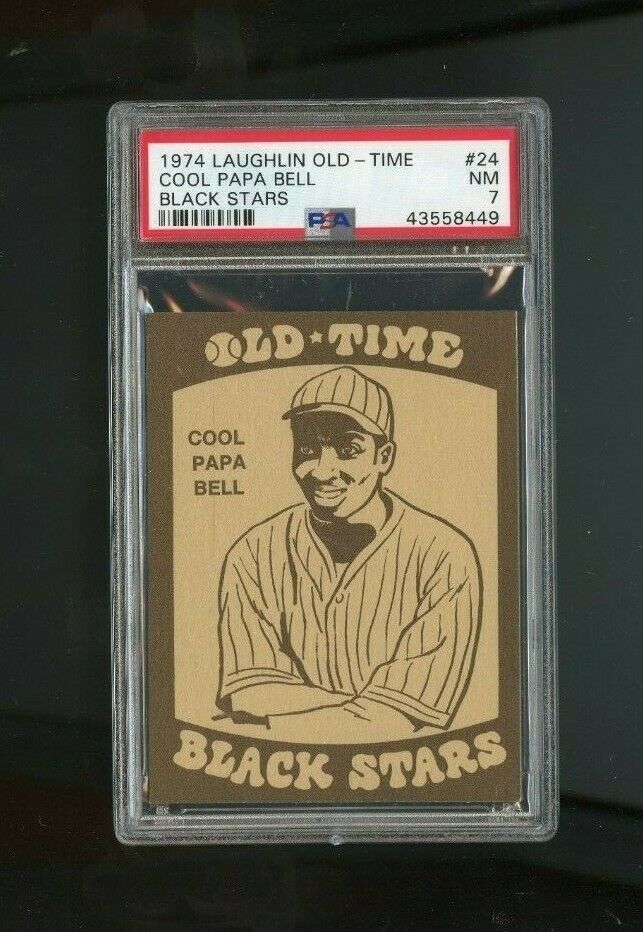 1974 LAUGHLIN OLD - TIME #24
COOL PAPA BELL NM
BLACK STARS 7
PSA 43558449
OLD★TIME
COOL
PAPA
BELL
BLACK STARS